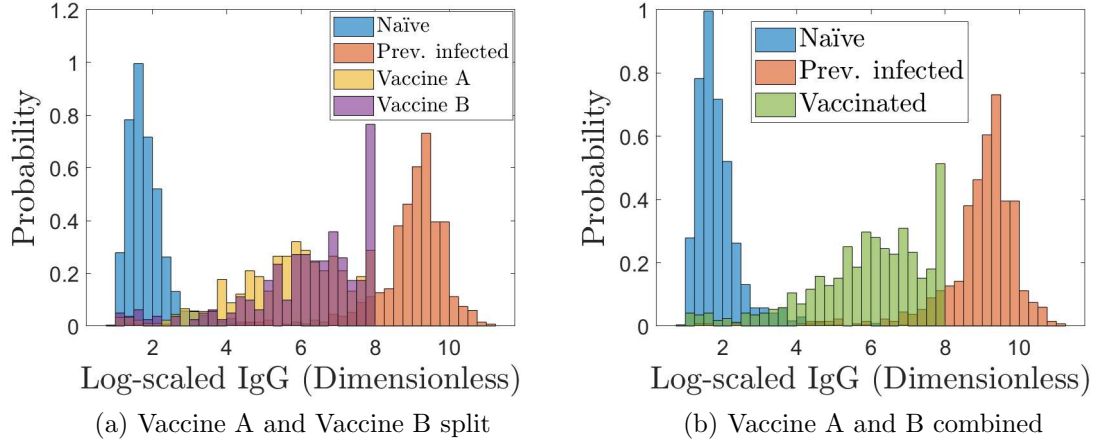 1.2
1
0.8
0.6
0.4
0.2
0
Probability
Naïve
Prev. infected
Vaccine A
Vaccine B
2 4 6 8 10
Log-scaled IgG (Dimensionless)
(a) Vaccine A and Vaccine B split
1
0.8
0.6
0.4
0.2
0
Probability
Naïve
Prev. infected
Vaccinated
2 4 6 8 10
Log-scaled IgG (Dimensionless)
(b) Vaccine A and B combined